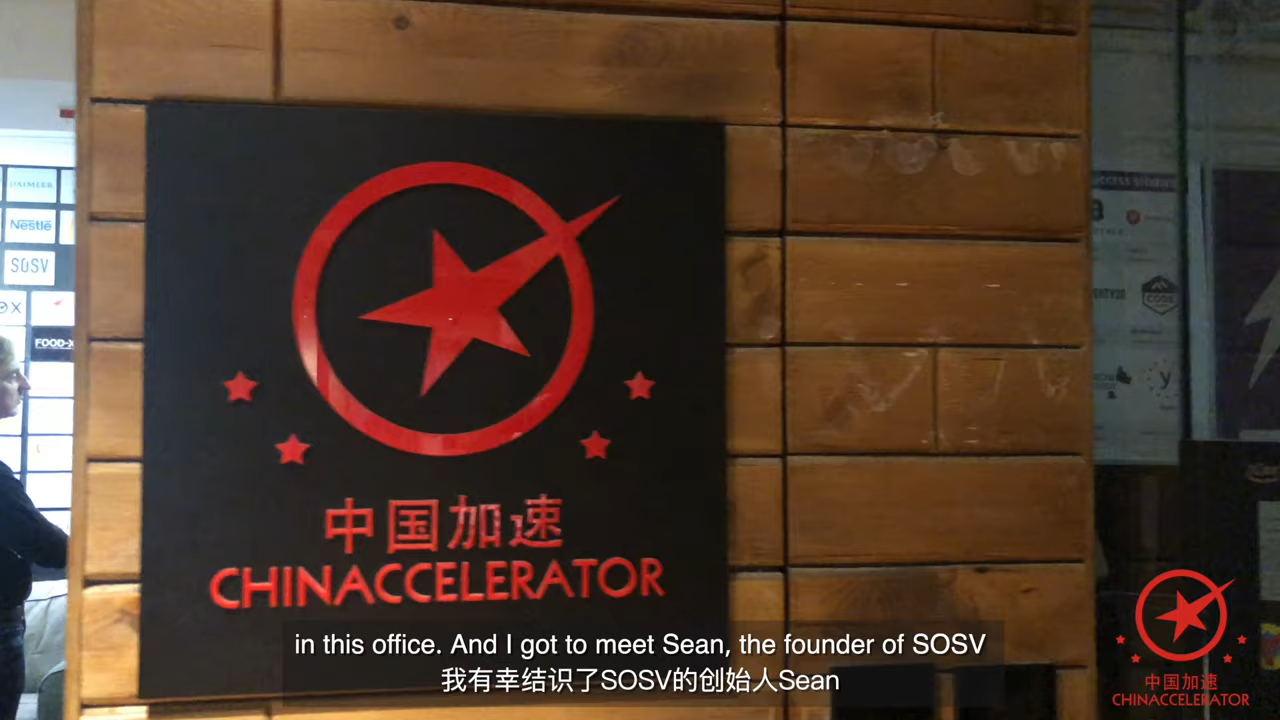 DAIMLER
Nestlé
SOSV
FOOD-X
中国加速
CHINACCELERATOR
CODE
in this office. And I got to meet Sean, the founder of SOSV
我有幸结识了SOSV的创始人Sean
中国加速
CHINACCELERATOR